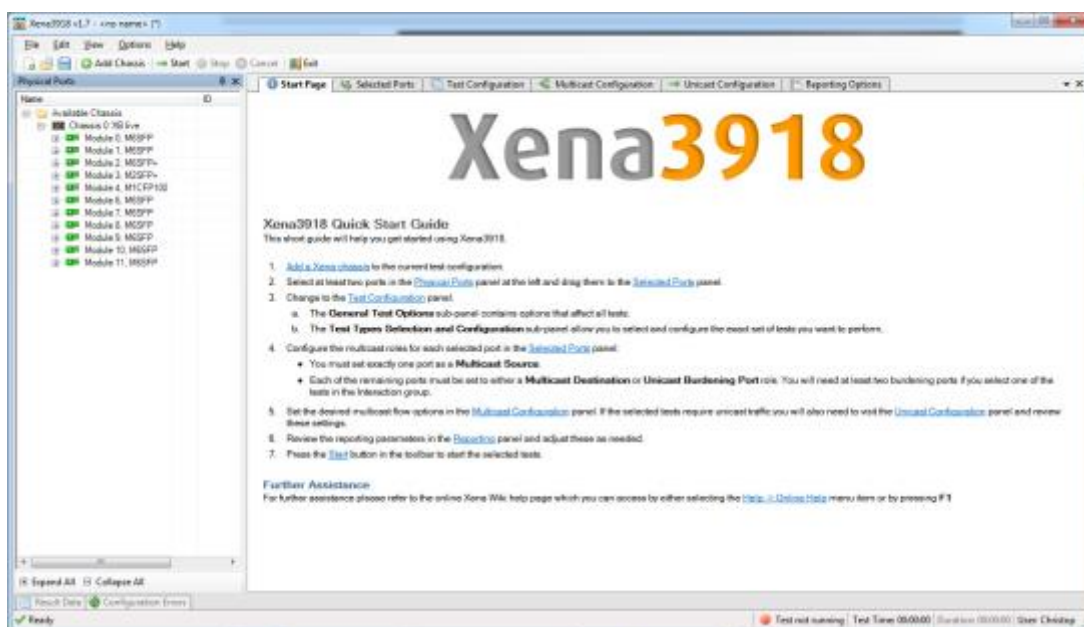 Xena3918 v1.7 - <no name> (*)
File Edit View Options Help
Add Chassis Start Stop Cancel Exit
Physical Ports
Name ID
Available Chassis
Chassis 0 XB live
Module 0, M6SFP
Module 1, M6SFP
Module 2, M6SFP+
Module 3, M2SFP+
Module 4, M1CFP100
Module 6, M6SFP
Module 7, M6SFP
Module 8, M6SFP
Module 9, M6SFP
Module 10, M6SFP
Module 11, M6SFP
Expand All Collapse All
Start Page Selected Ports Test Configuration Multicast Configuration Unicast Configuration Reporting Options
Xena3918
Xena3918 Quick Start Guide
This short guide will help you get started using Xena3918.
1. Add a Xena chassis to the current test configuration.
2. Select at least two ports in the Physical Ports panel at the left and drag them to the Selected Ports panel.
3. Change to the Test Configuration panel.
a. The General Test Options sub-panel contains options that affect all tests.
b. The Test Types Selection and Configuration sub-panel allow you to select and configure the exact set of tests you want to perform.
4. Configure the multicast roles for each selected port in the Selected Ports panel:
• You must set exactly one port as a Multicast Source.
• Each of the remaining ports must be set to either a Multicast Destination or Unicast Burdening Port role. You will need at least two burdening ports if you select one of the
tests in the Interaction group.
5. Set the desired multicast flow options in the Multicast Configuration panel. If the selected tests require unicast traffic you will also need to visit the Unicast Configuration panel and review
these settings.
6. Review the reporting parameters in the Reporting panel and adjust these as needed.
7. Press the Start button in the toolbar to start the selected tests.
Further Assistance
For further assistance please refer to the online Xena Wiki help page which you can access by either selecting the Help -> Online Help menu item or by pressing F1
Result Data Configuration Errors
Ready Test not running Test Time 00:00:00 Duration 00:00:00 User Christop